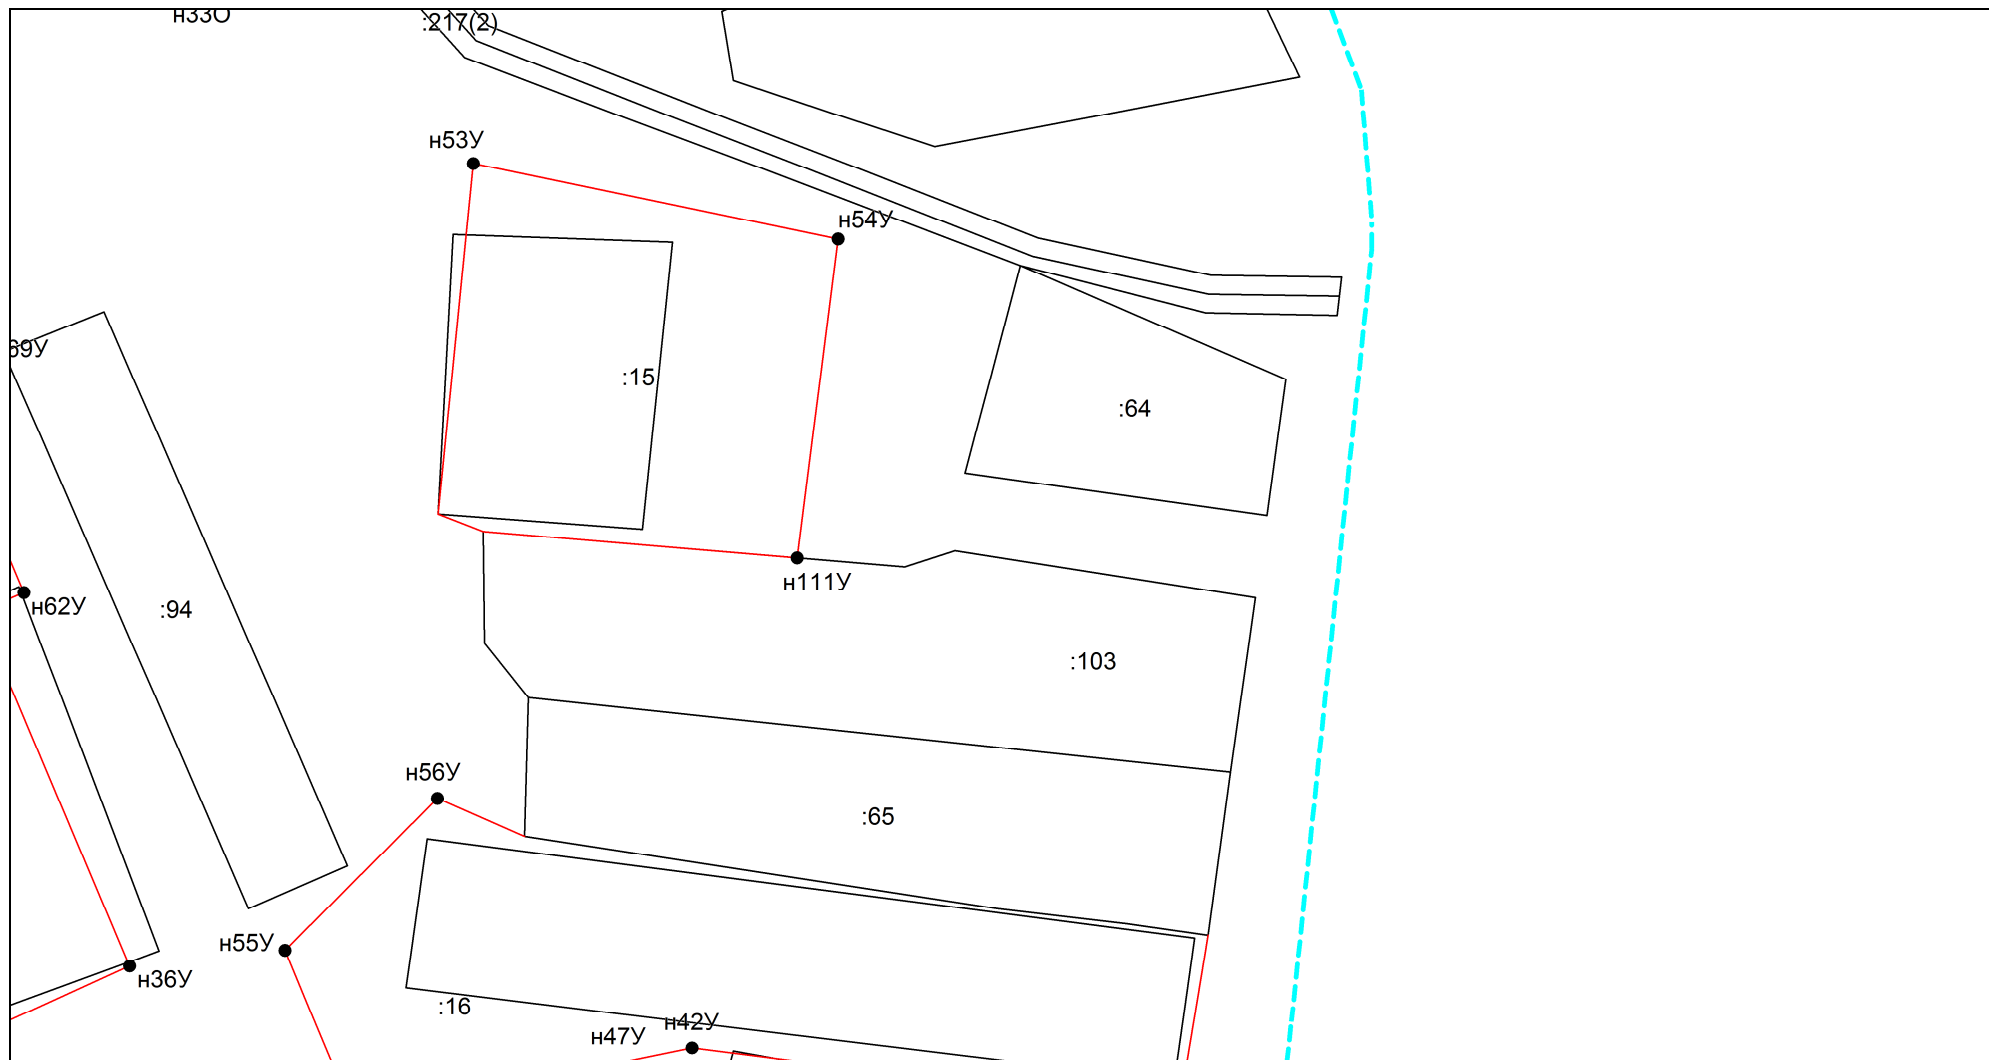 н33О
:217(2)
н53У
н54У
69У
:15
:64
н111У
н62У
:94
:103
н56У
:65
н55У
н36У
:16
н47У
н42У